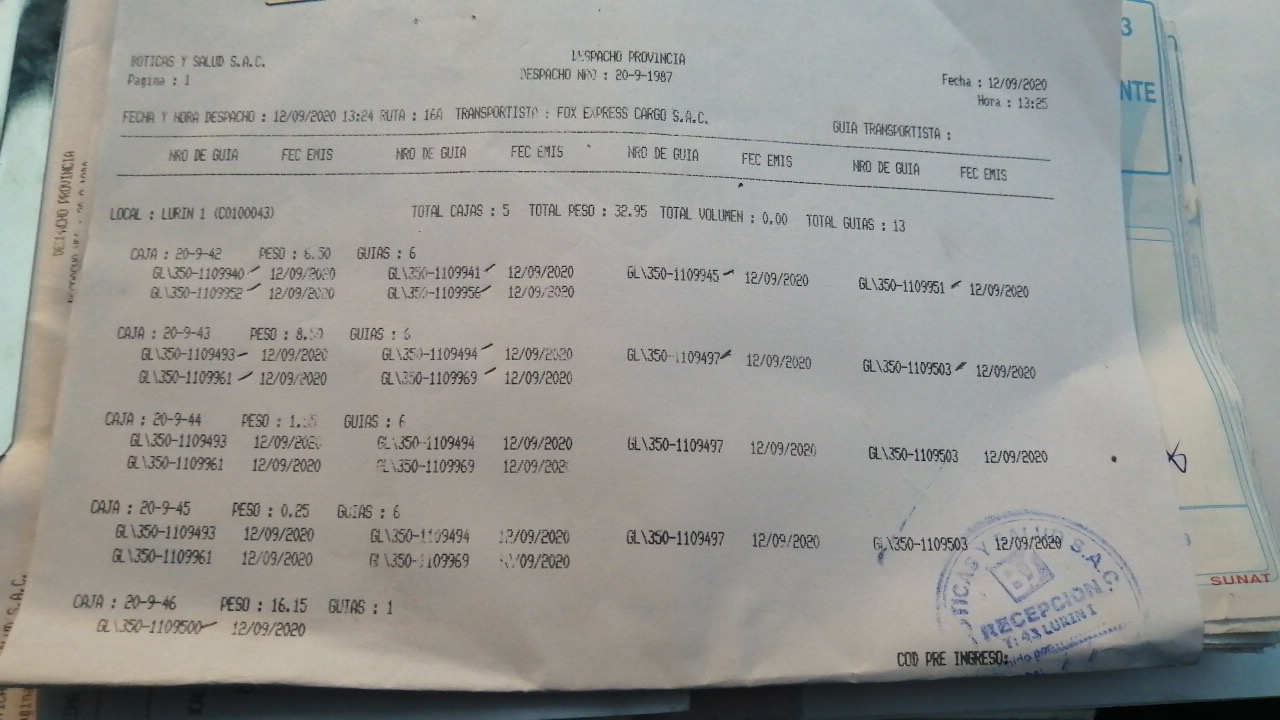 BOTICAS Y SALUD S.A.C.
Pagina : 1
DESPACHO PROVINCIA
DESPACHO NRO : 20-9-1987
Fecha : 12/09/2020
Hora : 13:25
FECHA Y HORA DESPACHO : 12/09/2020 13:24 RUTA : 16A TRANSPORTISTA : FOX EXPRESS CARGO S.A.C.
GUIA TRANSPORTISTA :
NRO DE GUIA FEC EMIS NRO DE GUIA FEC EMIS NRO DE GUIA FEC EMIS NRO DE GUIA FEC EMIS
LOCAL : LURIN 1 (C0100043) TOTAL CAJAS : 5 TOTAL PESO : 32.95 TOTAL VOLUMEN : 0.00 TOTAL GUIAS : 13
CAJA : 20-9-42 PESO : 6.50 GUIAS : 6
GL\350-1109940 12/09/2020 GL\350-1109941 12/09/2020 GL\350-1109945 12/09/2020 GL\350-1109951 12/09/2020
GL\350-1109952 12/09/2020 GL\350-1109956 12/09/2020
CAJA : 20-9-43 PESO : GUIAS : 6
GL\350-1109493 12/09/2020 GL\350-1109494 12/09/2020 GL\350-1109497 12/09/2020 GL\350-1109503 12/09/2020
GL\350-1109961 12/09/2020 GL\350-1109969 12/09/2020
CAJA : 20-9-44 PESO : GUIAS : 6
GL\350-1109493 12/09/2020 GL\350-1109494 12/09/2020 GL\350-1109497 12/09/2020 GL\350-1109503 12/09/2020
GL\350-1109961 12/09/2020 GL\350-1109969 12/09/2020
CAJA : 20-9-45 PESO : 0.25 GUIAS : 6
GL\350-1109493 12/09/2020 GL\350-1109494 12/09/2020 GL\350-1109497 12/09/2020 GL\350-1109503 12/09/2020
GL\350-1109961 12/09/2020 GL\350-1109969 12/09/2020
CAJA : 20-9-46 PESO : 16.15 GUIAS : 1
GL\350-1109500 12/09/2020
COD PRE INGRESO:
BOTICAS Y SALUD S.A.C.
BS
RECEPCION
T: 43 LURIN I
SUNAT
3
NTE
DESPACHO PROVINCIA